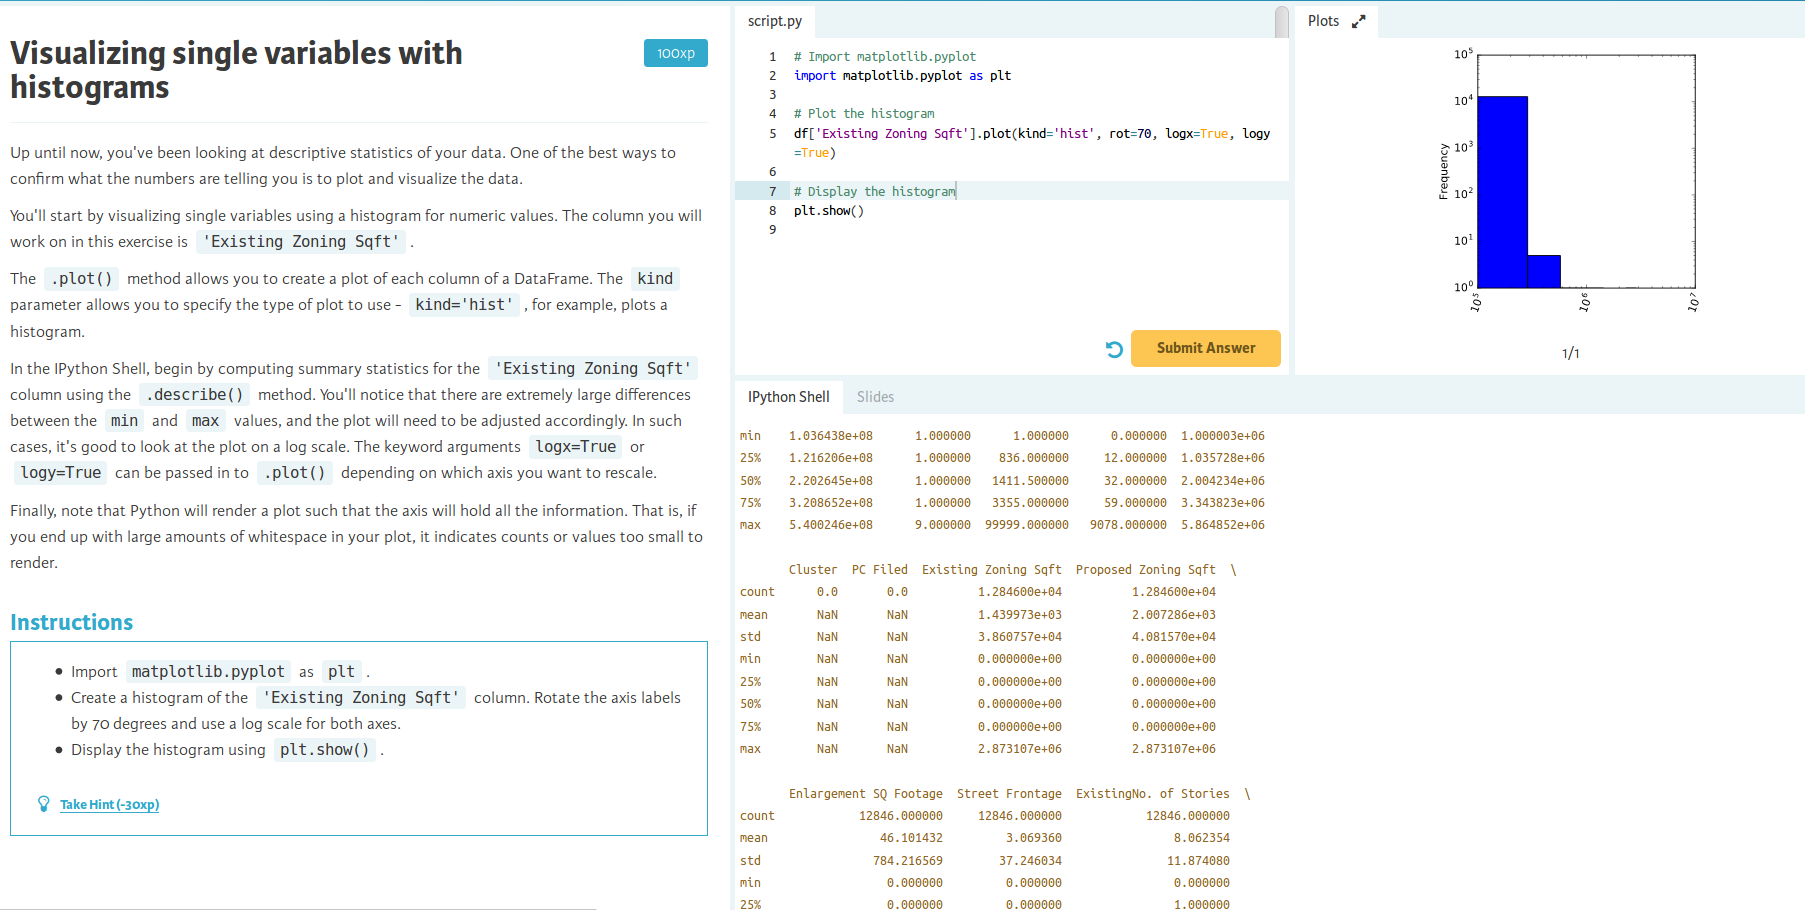 Visualizing single variables with
histograms
100xp
Up until now, you've been looking at descriptive statistics of your data. One of the best ways to
confirm what the numbers are telling you is to plot and visualize the data.
You'll start by visualizing single variables using a histogram for numeric values. The column you will
work on in this exercise is 'Existing Zoning Sqft' .
The .plot() method allows you to create a plot of each column of a DataFrame. The kind
parameter allows you to specify the type of plot to use - kind='hist' , for example, plots a
histogram.
In the IPython Shell, begin by computing summary statistics for the 'Existing Zoning Sqft'
column using the .describe() method. You'll notice that there are extremely large differences
between the min and max values, and the plot will need to be adjusted accordingly. In such
cases, it's good to look at the plot on a log scale. The keyword arguments logx=True or
logy=True can be passed in to .plot() depending on which axis you want to rescale.
Finally, note that Python will render a plot such that the axis will hold all the information. That is, if
you end up with large amounts of whitespace in your plot, it indicates counts or values too small to
render.
Instructions
• Import matplotlib.pyplot as plt .
• Create a histogram of the 'Existing Zoning Sqft' column. Rotate the axis labels
by 70 degrees and use a log scale for both axes.
• Display the histogram using plt.show() .
Take Hint (-30xp)
script.py
1 # Import matplotlib.pyplot
2 import matplotlib.pyplot as plt
3
4 # Plot the histogram
5 df['Existing Zoning Sqft'].plot(kind='hist', rot=70, logx=True, logy
=True)
6
7 # Display the histogram
8 plt.show()
9
Submit Answer
Plots
10^5
10^4
10^3
10^2
10^1
10^0
Frequency
10^5 10^6 10^7
1/1
IPython Shell Slides
min 1.036438e+08 1.000000 1.000000 0.000000 1.000003e+06
25% 1.216206e+08 1.000000 836.000000 12.000000 1.035728e+06
50% 2.202645e+08 1.000000 1411.500000 32.000000 2.004234e+06
75% 3.208652e+08 1.000000 3355.000000 59.000000 3.343823e+06
max 5.400246e+08 9.000000 99999.000000 9078.000000 5.864852e+06
Cluster PC Filed Existing Zoning Sqft Proposed Zoning Sqft \
count 0.0 0.0 1.284600e+04 1.284600e+04
mean NaN NaN 1.439973e+03 2.007286e+03
std NaN NaN 3.860757e+04 4.081570e+04
min NaN NaN 0.000000e+00 0.000000e+00
25% NaN NaN 0.000000e+00 0.000000e+00
50% NaN NaN 0.000000e+00 0.000000e+00
75% NaN NaN 0.000000e+00 0.000000e+00
max NaN NaN 2.873107e+06 2.873107e+06
Enlargement SQ Footage Street Frontage ExistingNo. of Stories \
count 12846.000000 12846.000000 12846.000000
mean 46.101432 3.069360 8.062354
std 784.216569 37.246034 11.874080
min 0.000000 0.000000 0.000000
25% 0.000000 0.000000 1.000000